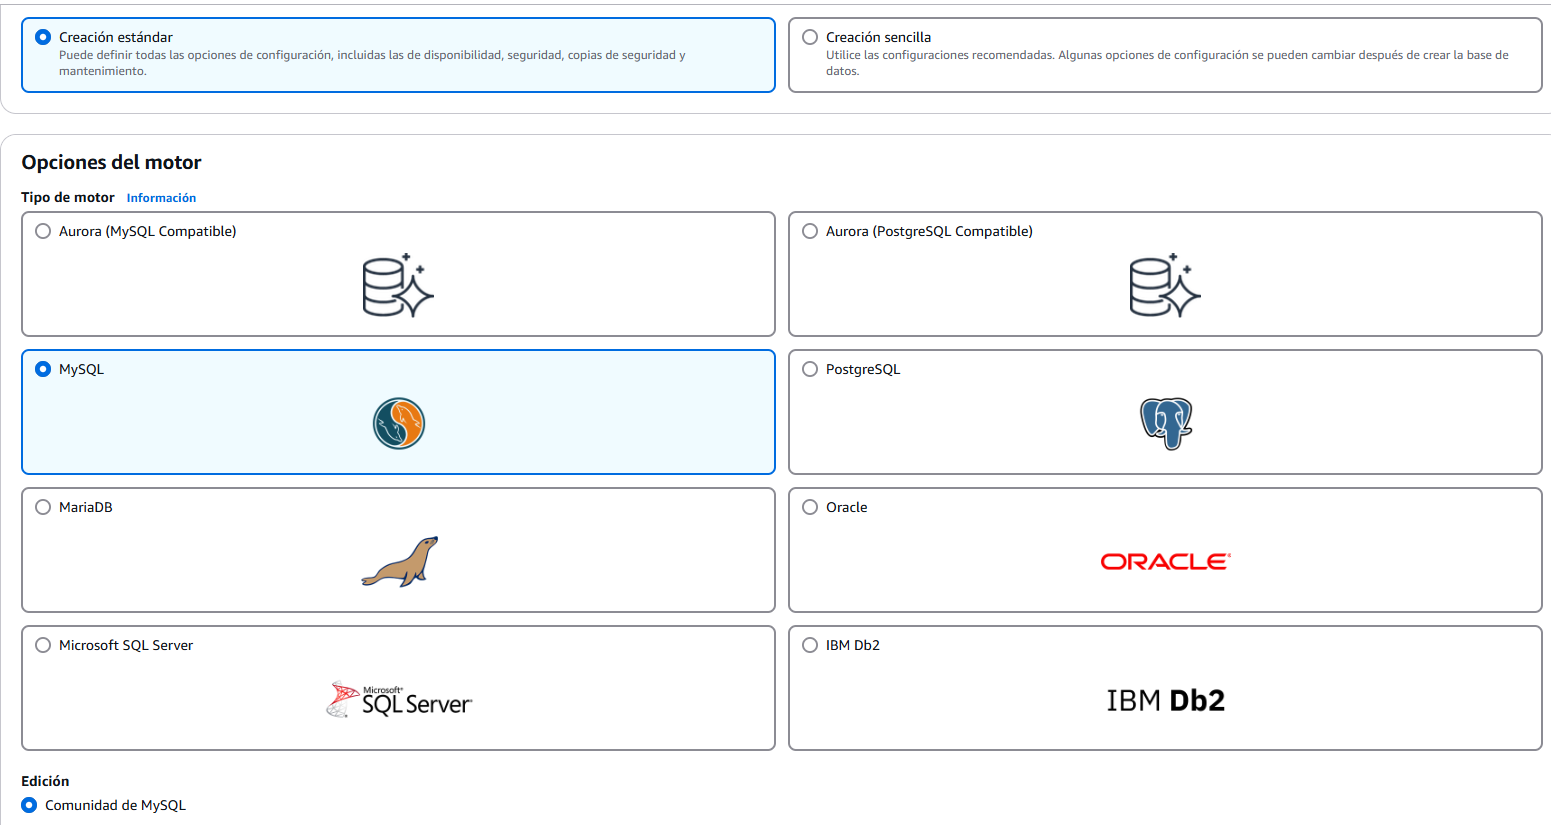 Creación estándar
Puede definir todas las opciones de configuración, incluidas las de disponibilidad, seguridad, copias de seguridad y
mantenimiento.
Creación sencilla
Utilice las configuraciones recomendadas. Algunas opciones de configuración se pueden cambiar después de crear la base de
datos.
Opciones del motor
Tipo de motor Información
Aurora (MySQL Compatible)
Aurora (PostgreSQL Compatible)
MySQL
PostgreSQL
MariaDB
Oracle
ORACLE
Microsoft SQL Server
Microsoft®
SQL Server
IBM Db2
IBM Db2
Edición
Comunidad de MySQL